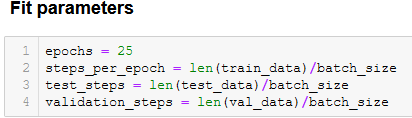 Fit parameters
1 epochs = 25
2 steps_per_epoch = len(train_data)/batch_size
3 test_steps = len(test_data)/batch_size
4 validation_steps = len(val_data)/batch_size